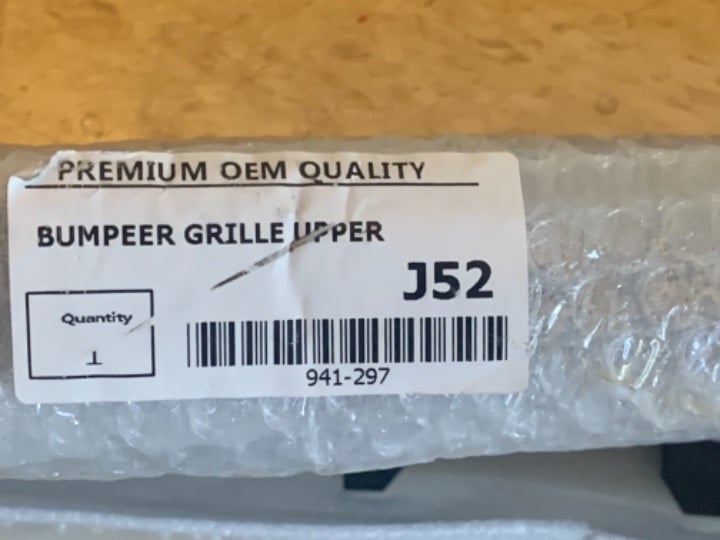 PREMIUM OEM QUALITY
BUMPEER GRILLE UPPER
J52
Quantity
1
941-297